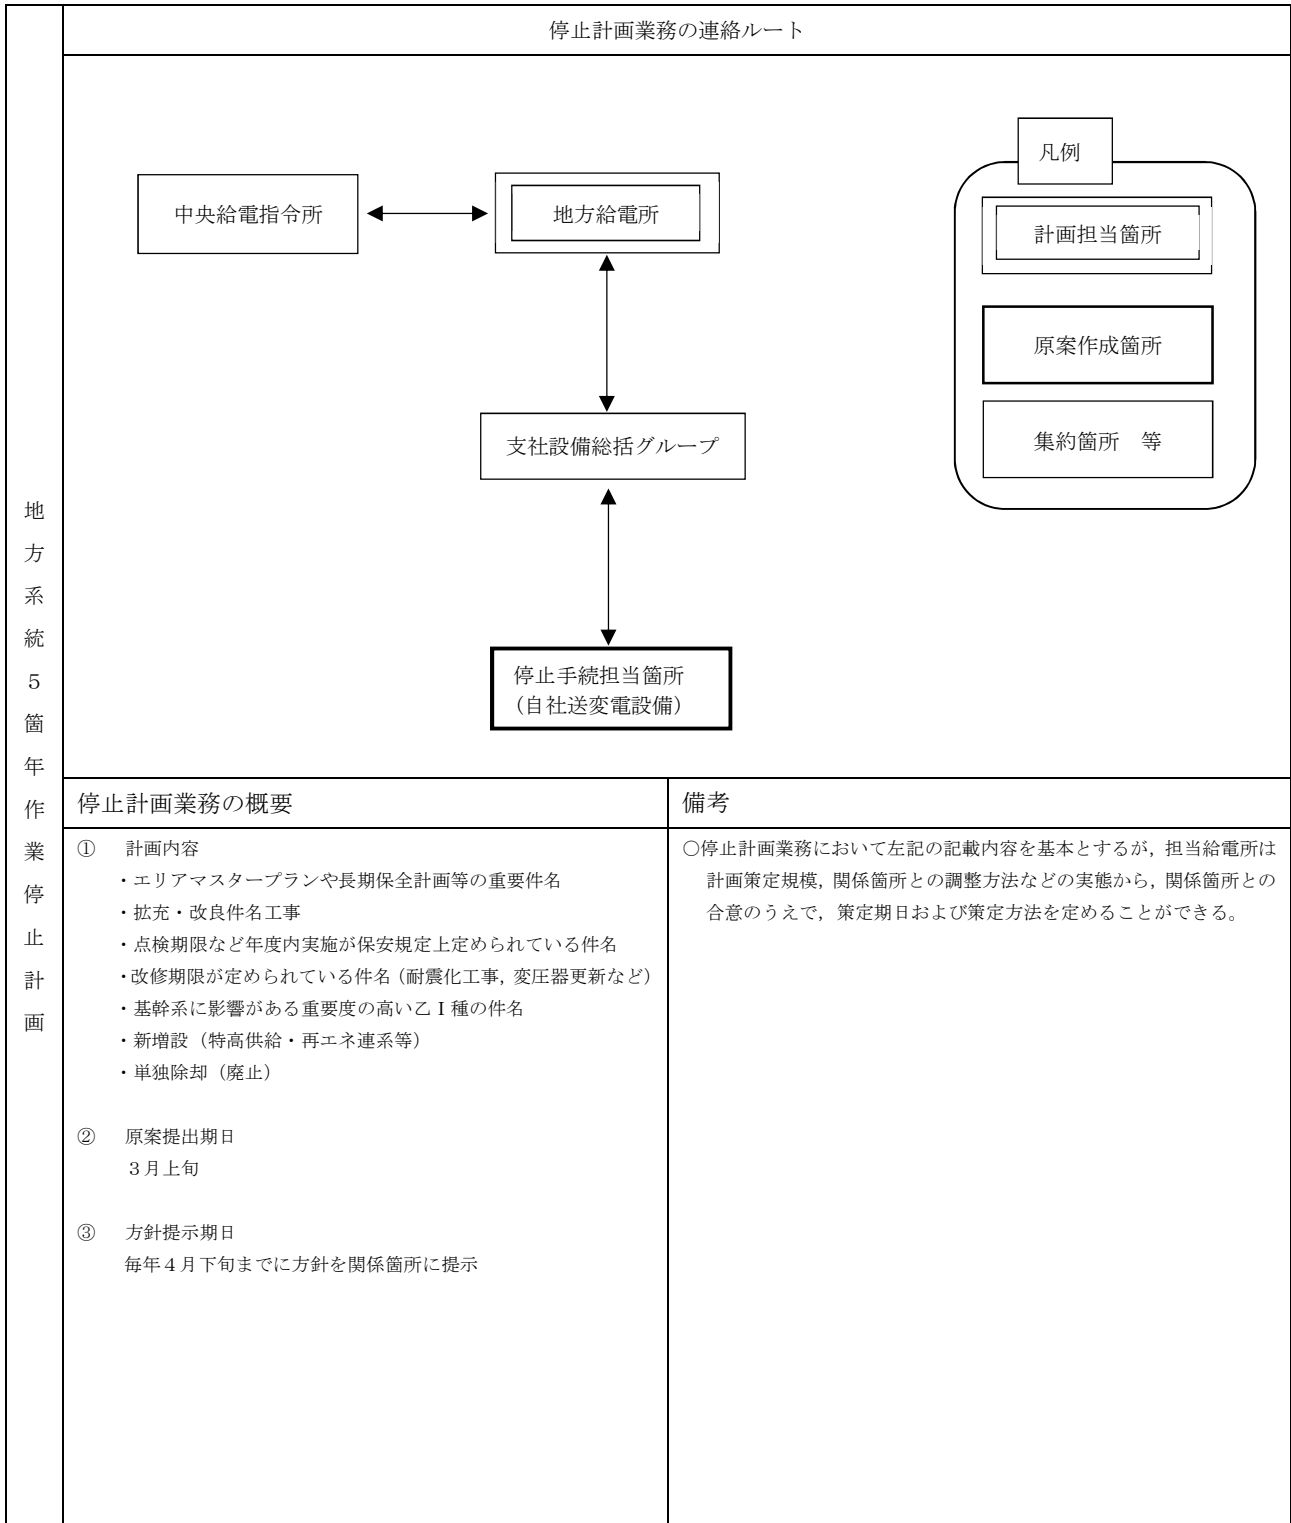 停止計画業務の連絡ルート
凡例
中央給電指令所
地方給電所
計画担当箇所
原案作成箇所
支社設備総括グループ
集約箇所　等
停止手続担当箇所
（自社送変電設備）
地方系統５箇年作業停止計画
停止計画業務の概要
①　計画内容
・エリアマスタープランや長期保全計画等の重要件名
・拡充・改良件名工事
・点検期限など年度内実施が保安規定上定められている件名
・改修期限が定められている件名（耐震化工事，変圧器更新など）
・基幹系に影響がある重要度の高い乙Ⅰ種の件名
・新増設（特高供給・再エネ連系等）
・単独除却（廃止）
②　原案提出期日
３月上旬
③　方針提示期日
毎年４月下旬までに方針を関係箇所に提示
備考
○停止計画業務において左記の記載内容を基本とするが，担当給電所は
計画策定規模，関係箇所との調整方法などの実態から，関係箇所との
合意のうえで，策定期日および策定方法を定めることができる。